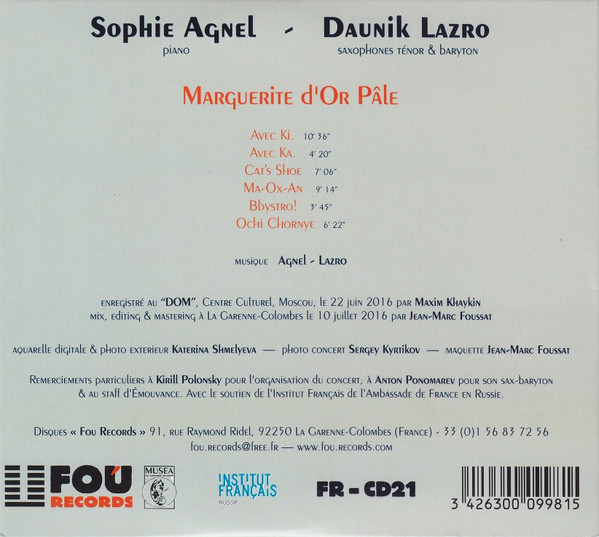 Sophie Agnel - Daunik Lazro
piano saxophones ténor & baryton
Marguerite d'Or Pâle
Avec Ki. 10'36"
Avec Ka. 4'20"
Cat's Shoe 7'06"
Ma-Ox-An 9'14"
Bbystro! 3'45"
Ochi Chornye 6'22"
musique Agnel - Lazro
enregistré au "DOM", Centre Culturel, Moscou, le 22 juin 2016 par Maxim Khaykin
mix, editing & mastering à La Garenne-Colombes le 10 juillet 2016 par Jean-Marc Foussat
aquarelle digitale & photo exterieur Katerina Shmelyeva — photo concert Sergey Kyrtikov — maquette Jean-Marc Foussat
Remerciements particuliers à Kirill Polonsky pour l'organisation du concert, à Anton Ponomarev pour son sax-baryton
& au staff d'Émouvance. Avec le soutien de l'Institut Français de l'Ambassade de France en Russie.
Disques « Fou Records » 91, rue Raymond Ridel, 92250 La Garenne-Colombes (France) - 33 (0)1 56 83 72 56
fou.records@free.fr — www.fou.records.com
FOÚ
RECORDS
MUSEA
INSTITUT
FRANÇAIS
RUSSIE
FR - CD21
3 426300 099815